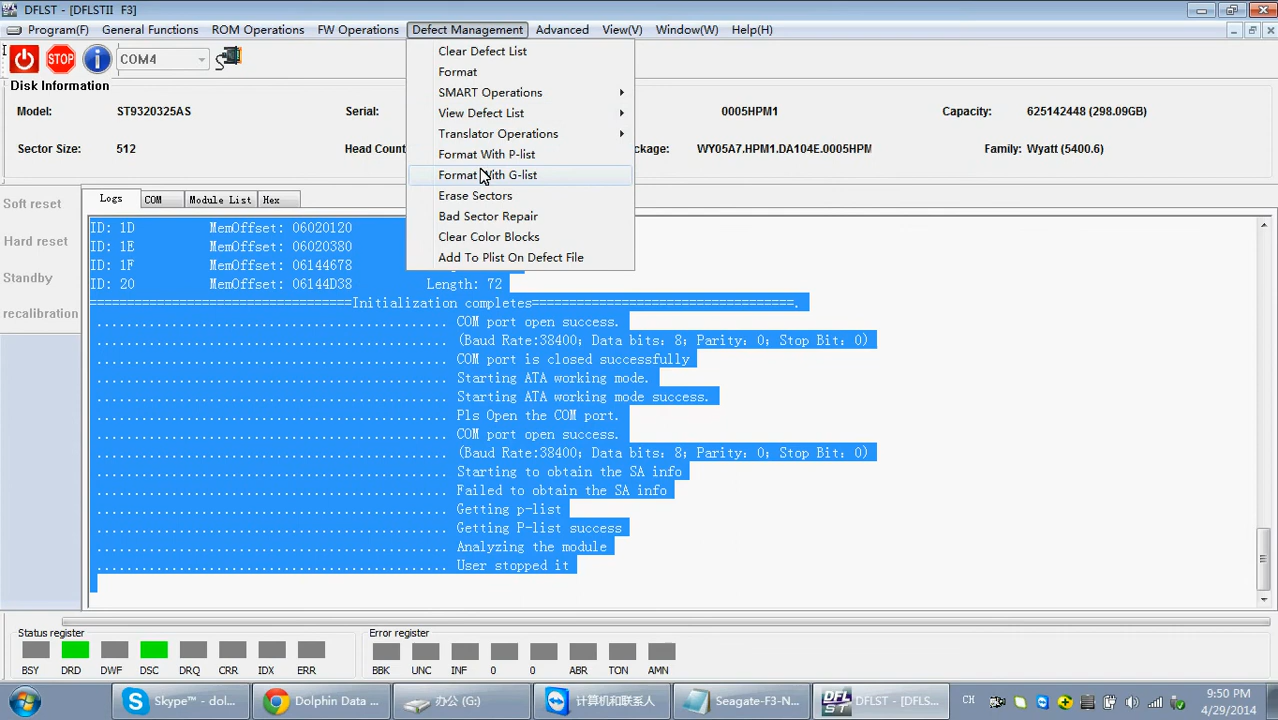 DFLST - [DFLSTII F3]
Program(F) General Functions ROM Operations FW Operations Defect Management Advanced View(V) Window(W) Help(H)
STOP COM4
Disk Information
Model: ST9320325AS Serial: 0005HPM1 Capacity: 625142448 (298.09GB)
Sector Size: 512 Head Count ckage: WY05A7.HPM1.DA104E.0005HPM Family: Wyatt (5400.6)
Clear Defect List
Format
SMART Operations
View Defect List
Translator Operations
Format With P-list
Format With G-list
Erase Sectors
Bad Sector Repair
Clear Color Blocks
Add To Plist On Defect File
Soft reset
Hard reset
Standby
recalibration
Logs COM Module List Hex
ID: 1D MemOffset: 06020120
ID: 1E MemOffset: 06020380
ID: 1F MemOffset: 06144678
ID: 20 MemOffset: 06144D38 Length: 72
===================================Initialization completes===================================.
................................................ COM port open success.
................................................ (Baud Rate:38400; Data bits: 8; Parity: 0; Stop Bit: 0)
................................................ COM port is closed successfully
................................................ Starting ATA working mode.
................................................ Starting ATA working mode success.
................................................ Pls Open the COM port.
................................................ COM port open success.
................................................ (Baud Rate:38400; Data bits: 8; Parity: 0; Stop Bit: 0)
................................................ Starting to obtain the SA info
................................................ Failed to obtain the SA info
................................................ Getting p-list
................................................ Getting P-list success
................................................ Analyzing the module
................................................ User stopped it
Status register
BSY DRD DWF DSC DRQ CRR IDX ERR
Error register
BBK UNC INF 0 0 ABR TON AMN
Skype™ - dol... Dolphin Data ... 办公 (G:) 计算机和联系人 Seagate-F3-N... DFL ST DFLST - [DFLS... CH
9:50 PM
4/29/2014